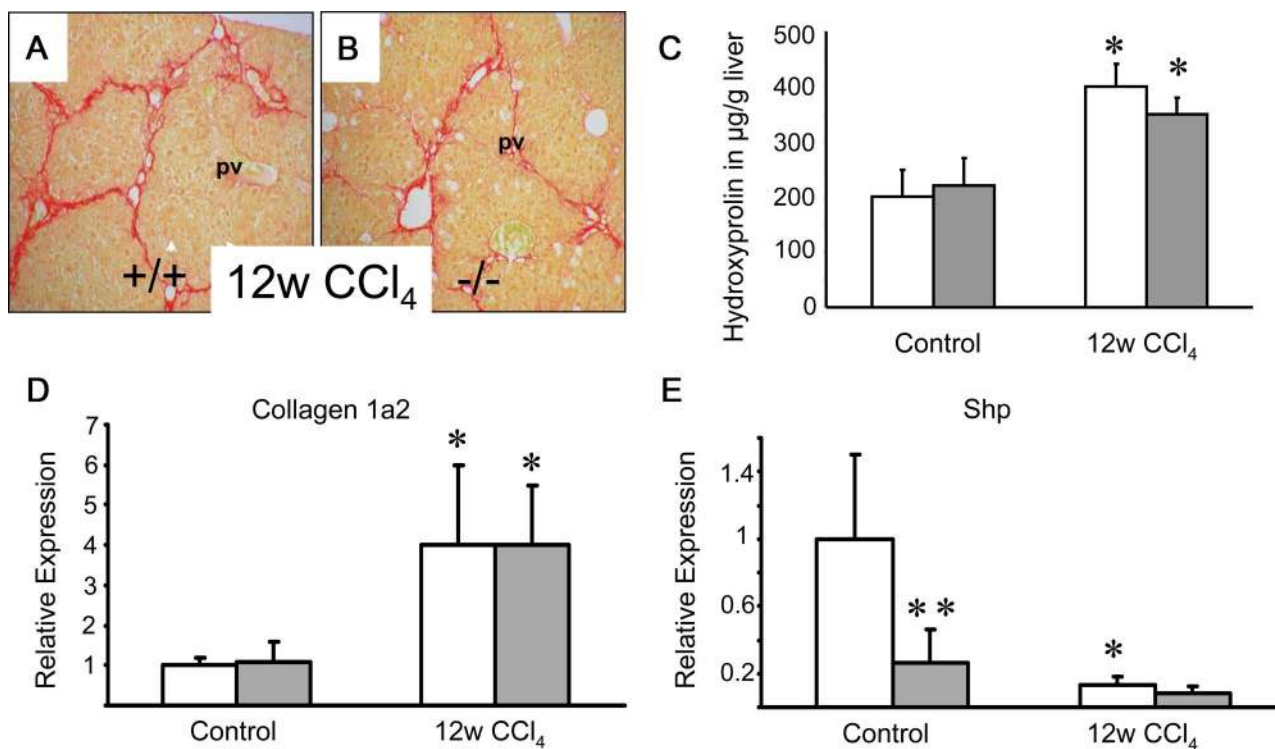 A
B
pv
pv
+/+
12w CCl₄
-/-
C
Hydroxyprolin in µg/g liver
500
400
300
200
100
0
*
*
Control
12w CCl₄
D
Collagen 1a2
Relative Expression
7
6
5
4
3
2
1
*
*
Control
12w CCl₄
E
Shp
Relative Expression
1.4
1
0.6
0.2
**
*
Control
12w CCl₄